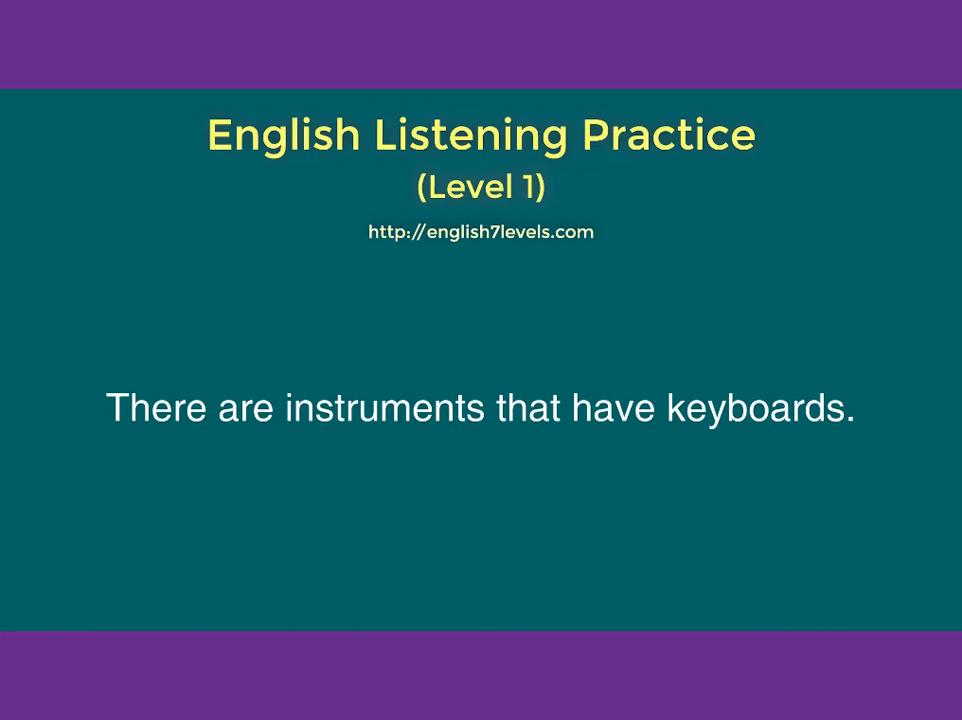 English Listening Practice
(Level 1)
http://english7levels.com
There are instruments that have keyboards.